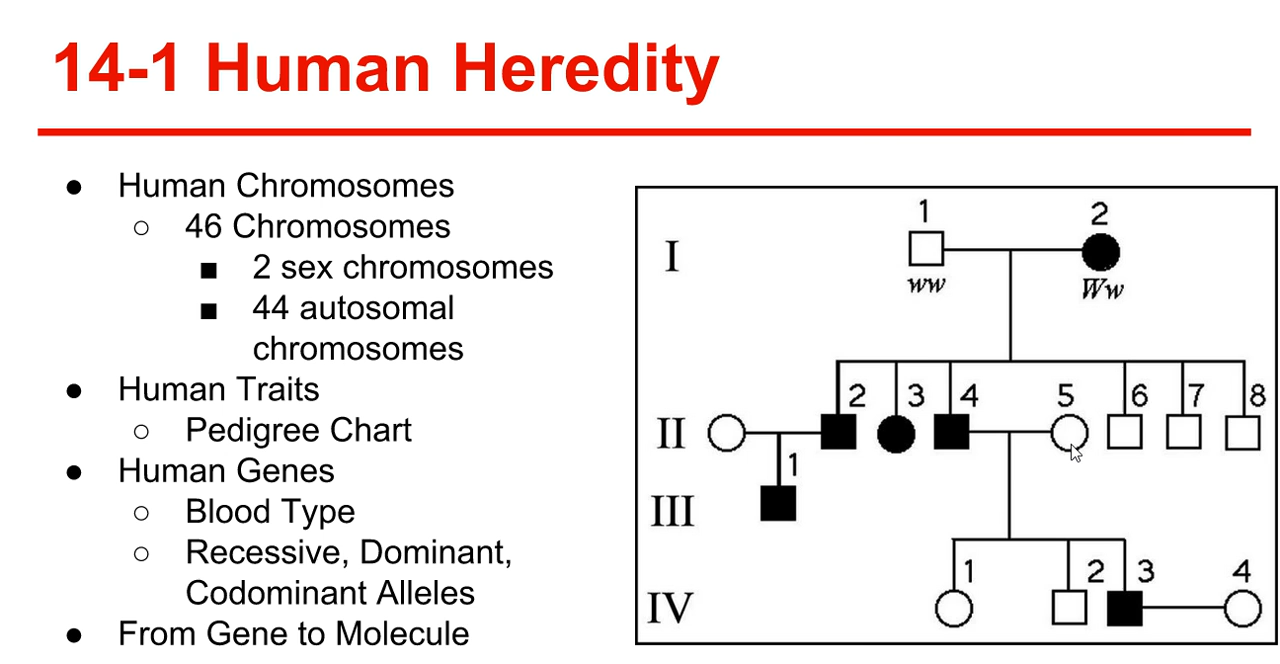 14-1 Human Heredity
● Human Chromosomes
○ 46 Chromosomes
■ 2 sex chromosomes
■ 44 autosomal
chromosomes
● Human Traits
○ Pedigree Chart
● Human Genes
○ Blood Type
○ Recessive, Dominant,
Codominant Alleles
● From Gene to Molecule
1 2
I
ww Ww
2 3 4 5 6 7 8
II
1
III
1 2 3 4
IV